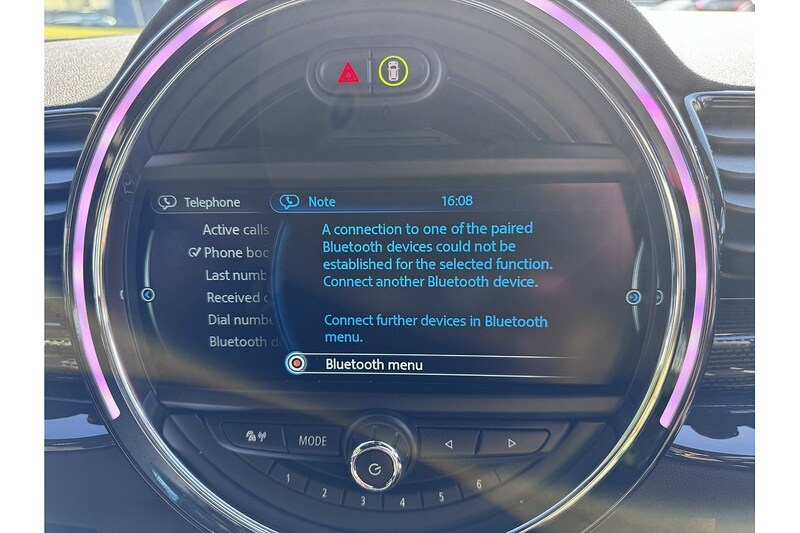 Telephone
Active calls
Phone boo
Last numb
Received
Dial numbe
Bluetooth d
Note
16:08
A connection to one of the paired
Bluetooth devices could not be
established for the selected function.
Connect another Bluetooth device.
Connect further devices in Bluetooth
menu.
Bluetooth menu
MODE
1
2
3
4
5
6